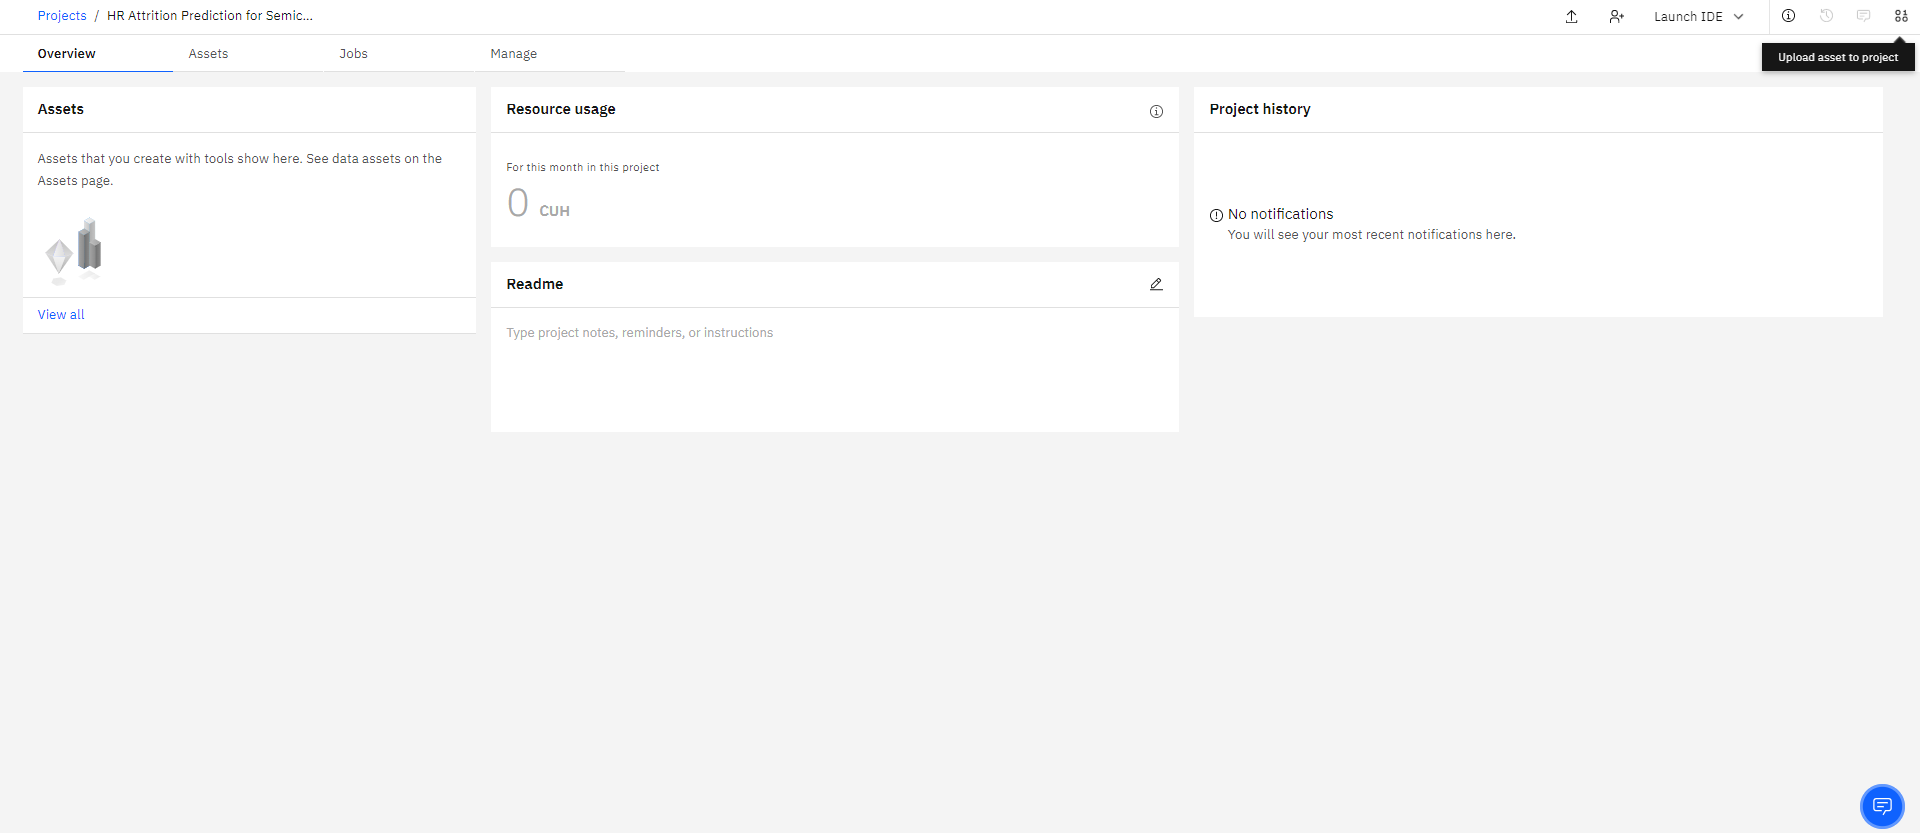 Projects / HR Attrition Prediction for Semic...
Launch IDE
Overview
Assets
Jobs
Manage
Upload asset to project
Assets
Assets that you create with tools show here. See data assets on the
Assets page.
View all
Resource usage
For this month in this project
0 CUH
Readme
Type project notes, reminders, or instructions
Project history
No notifications
You will see your most recent notifications here.